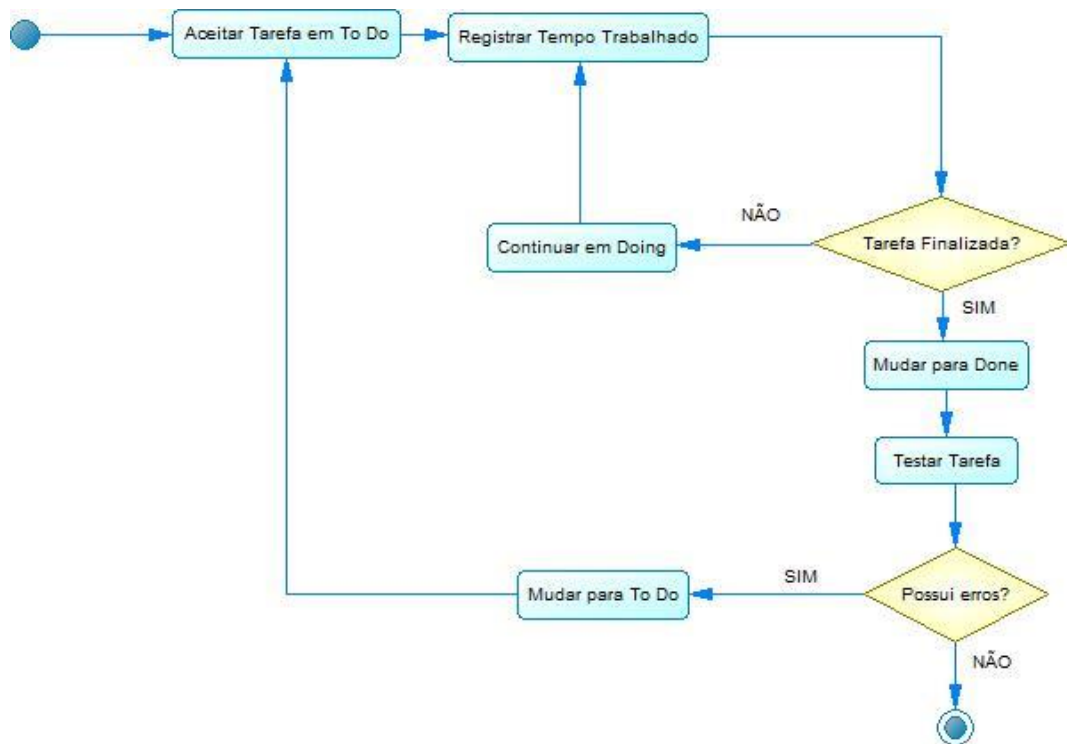 Aceitar Tarefa em To Do
Registrar Tempo Trabalhado
NÃO
Continuar em Doing
Tarefa Finalizada?
SIM
Mudar para Done
Testar Tarefa
SIM
Mudar para To Do
Possui erros?
NÃO